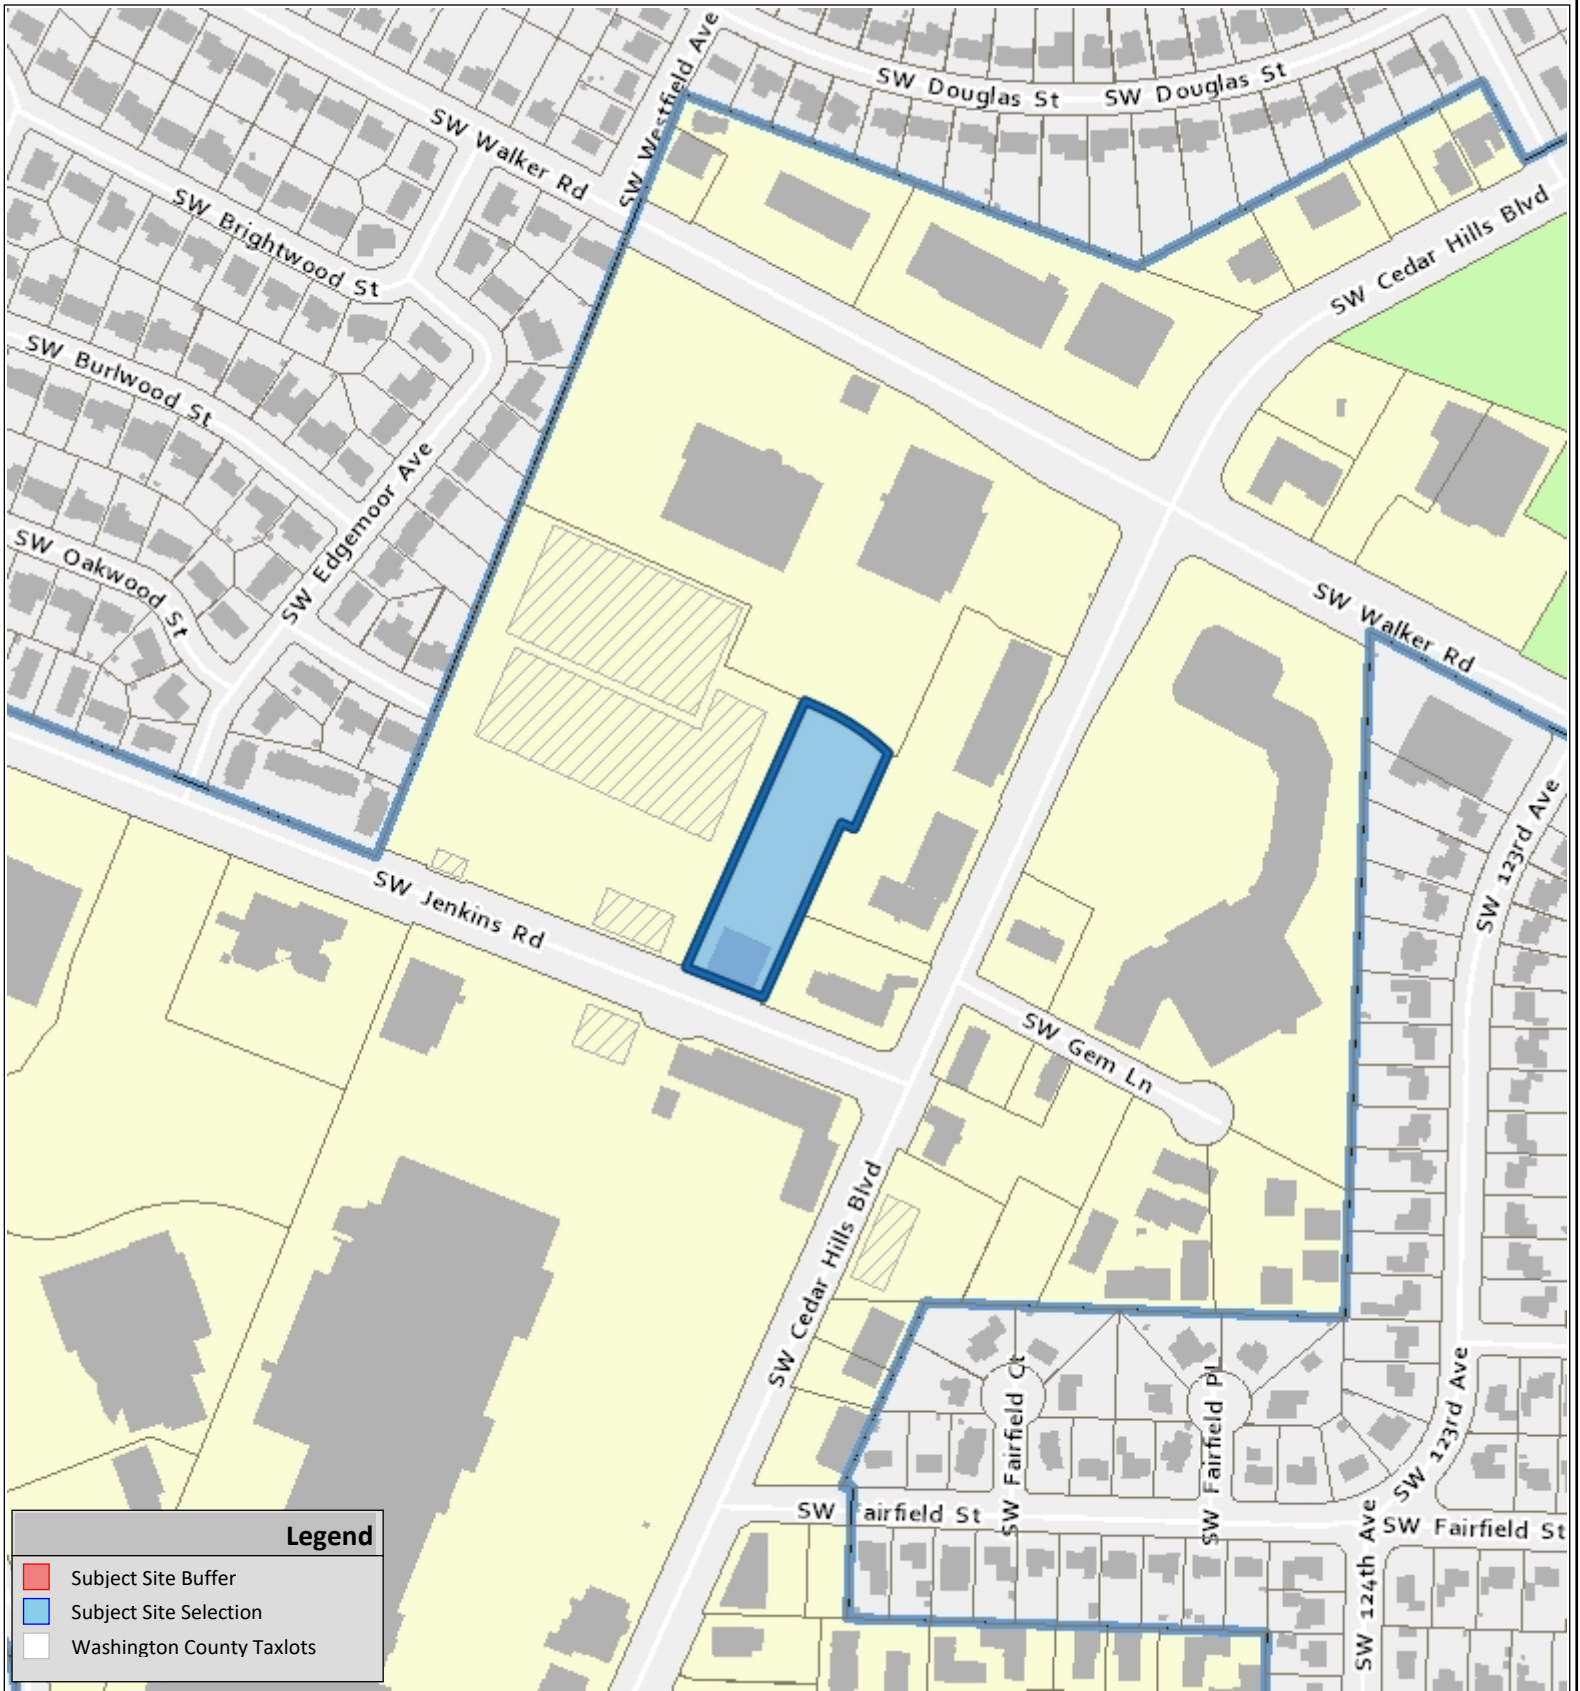 SW Westfield Ave
SW Douglas St
SW Douglas St
SW Walker Rd
SW Brightwood St
SW Cedar Hills Blvd
SW Burlwood St
SW Edgemoor Ave
SW Oakwood St
SW Walker Rd
SW 123rd Ave
SW Jenkins Rd
SW Gem Ln
SW Cedar Hills Blvd
SW Fairfield Ct
SW Fairfield Pl
SW 123rd Ave
SW airfield St
SW Fairfield St
SW 124th Ave
Legend
Subject Site Buffer
Subject Site Selection
Washington County Taxlots